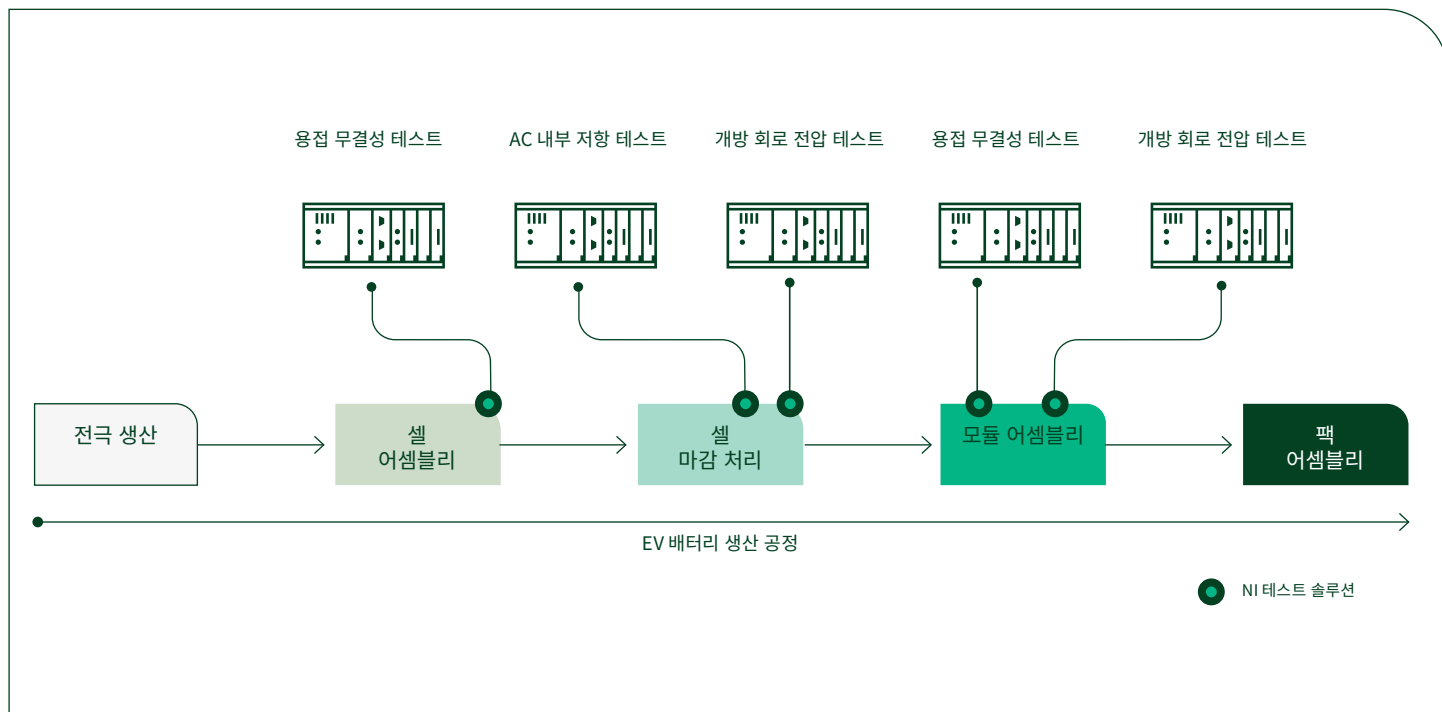 용접 무결성 테스트
AC 내부 저항 테스트
개방 회로 전압 테스트
용접 무결성 테스트
개방 회로 전압 테스트
전극 생산
셀
어셈블리
셀
마감 처리
모듈 어셈블리
팩
어셈블리
EV 배터리 생산 공정
NI 테스트 솔루션